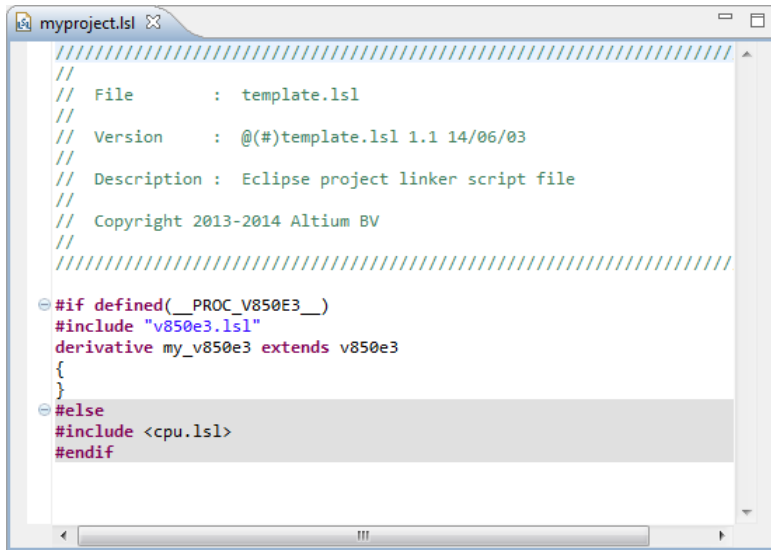 myproject.lsl
////////////////////////////////////////////////////////////////////////
//
//  File        :  template.lsl
//
//  Version     :  @(#)template.lsl 1.1 14/06/03
//
//  Description :  Eclipse project linker script file
//
//  Copyright 2013-2014 Altium BV
//
////////////////////////////////////////////////////////////////////////
#if defined(__PROC_V850E3__)
#include "v850e3.lsl"
derivative my_v850e3 extends v850e3
{
}
#else
#include <cpu.lsl>
#endif